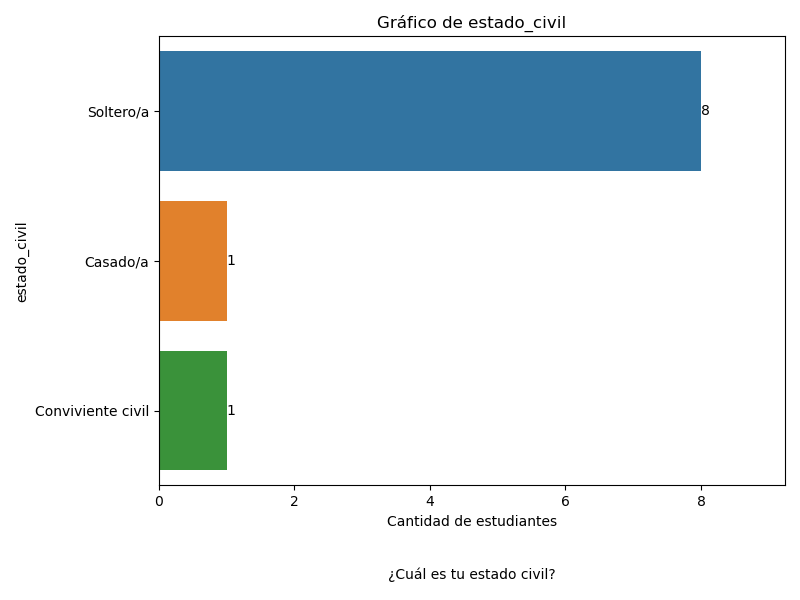 Gráfico de estado_civil
estado_civil
Soltero/a
8
Casado/a
1
Conviviente civil
1
0 2 4 6 8
Cantidad de estudiantes
¿Cuál es tu estado civil?